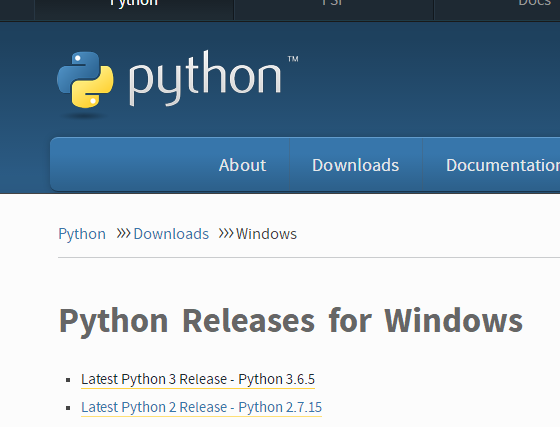 Python PSF Docs
python™
About Downloads Documentation
Python >>> Downloads >>> Windows
Python Releases for Windows
Latest Python 3 Release - Python 3.6.5
Latest Python 2 Release - Python 2.7.15